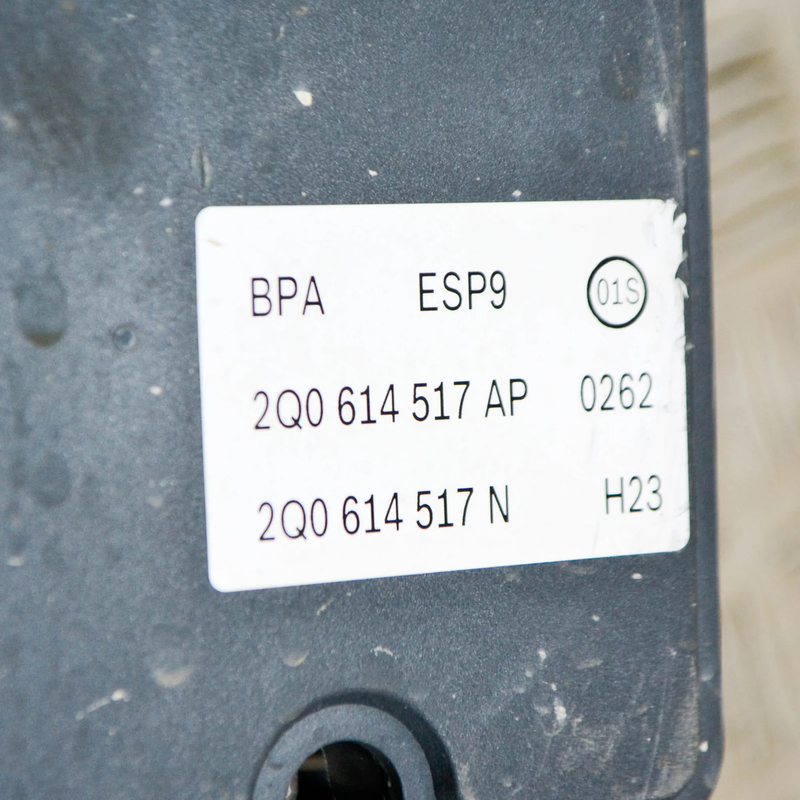 BPA ESP9 01S
2Q0 614 517 AP 0262
2Q0 614 517 N H23